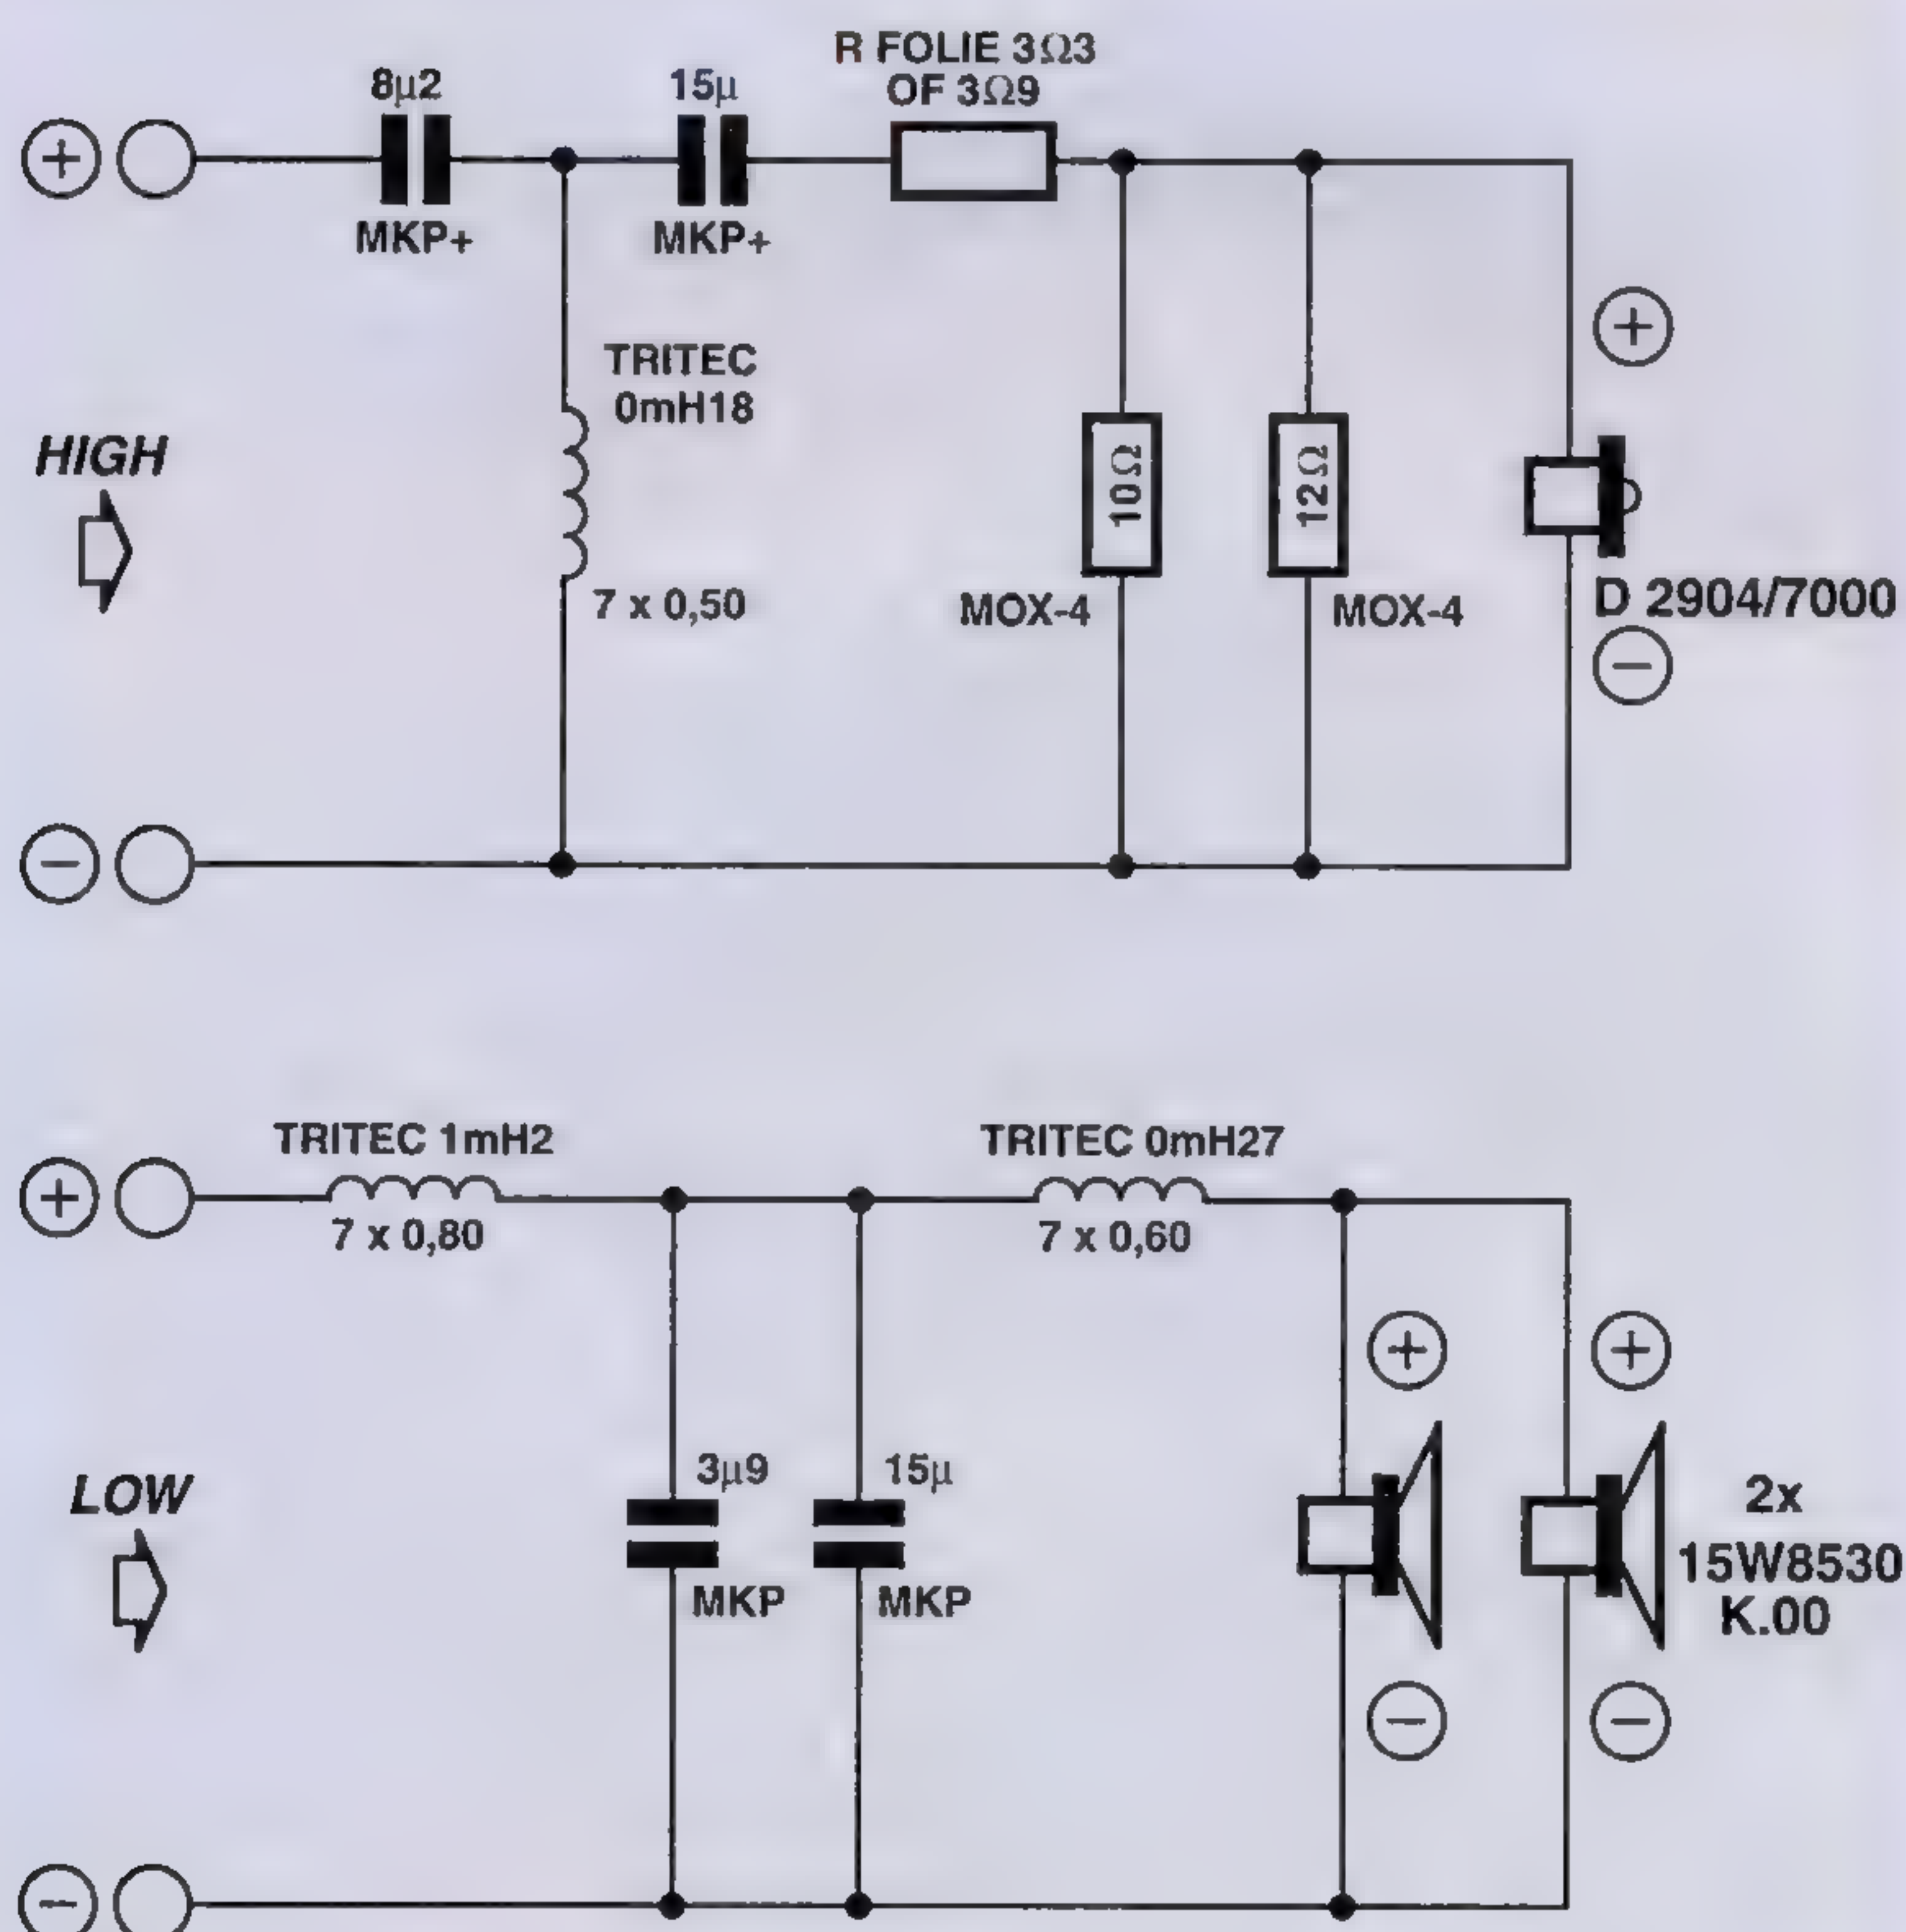 R FOLIE 3Ω3
OF 3Ω9
8µ2
15µ
+
MKP+
MKP+
TRITEC
0mH18
+
HIGH
10Ω
12Ω
7 x 0,50
MOX-4
MOX-4
D 2904/7000
−
−
TRITEC 1mH2
TRITEC 0mH27
+
7 x 0,80
7 x 0,60
+
+
LOW
3µ9
15µ
2x
15W8530
K.00
MKP
MKP
−
−
−